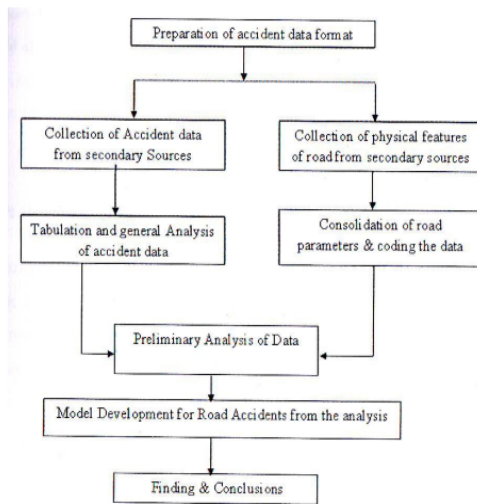 Preparation of accident data format
Collection of Accident data
from secondary Sources
Collection of physical features
of road from secondary sources
Tabulation and general Analysis
of accident data
Consolidation of road
parameters & coding the data
Preliminary Analysis of Data
Model Development for Road Accidents from the analysis
Finding & Conclusions